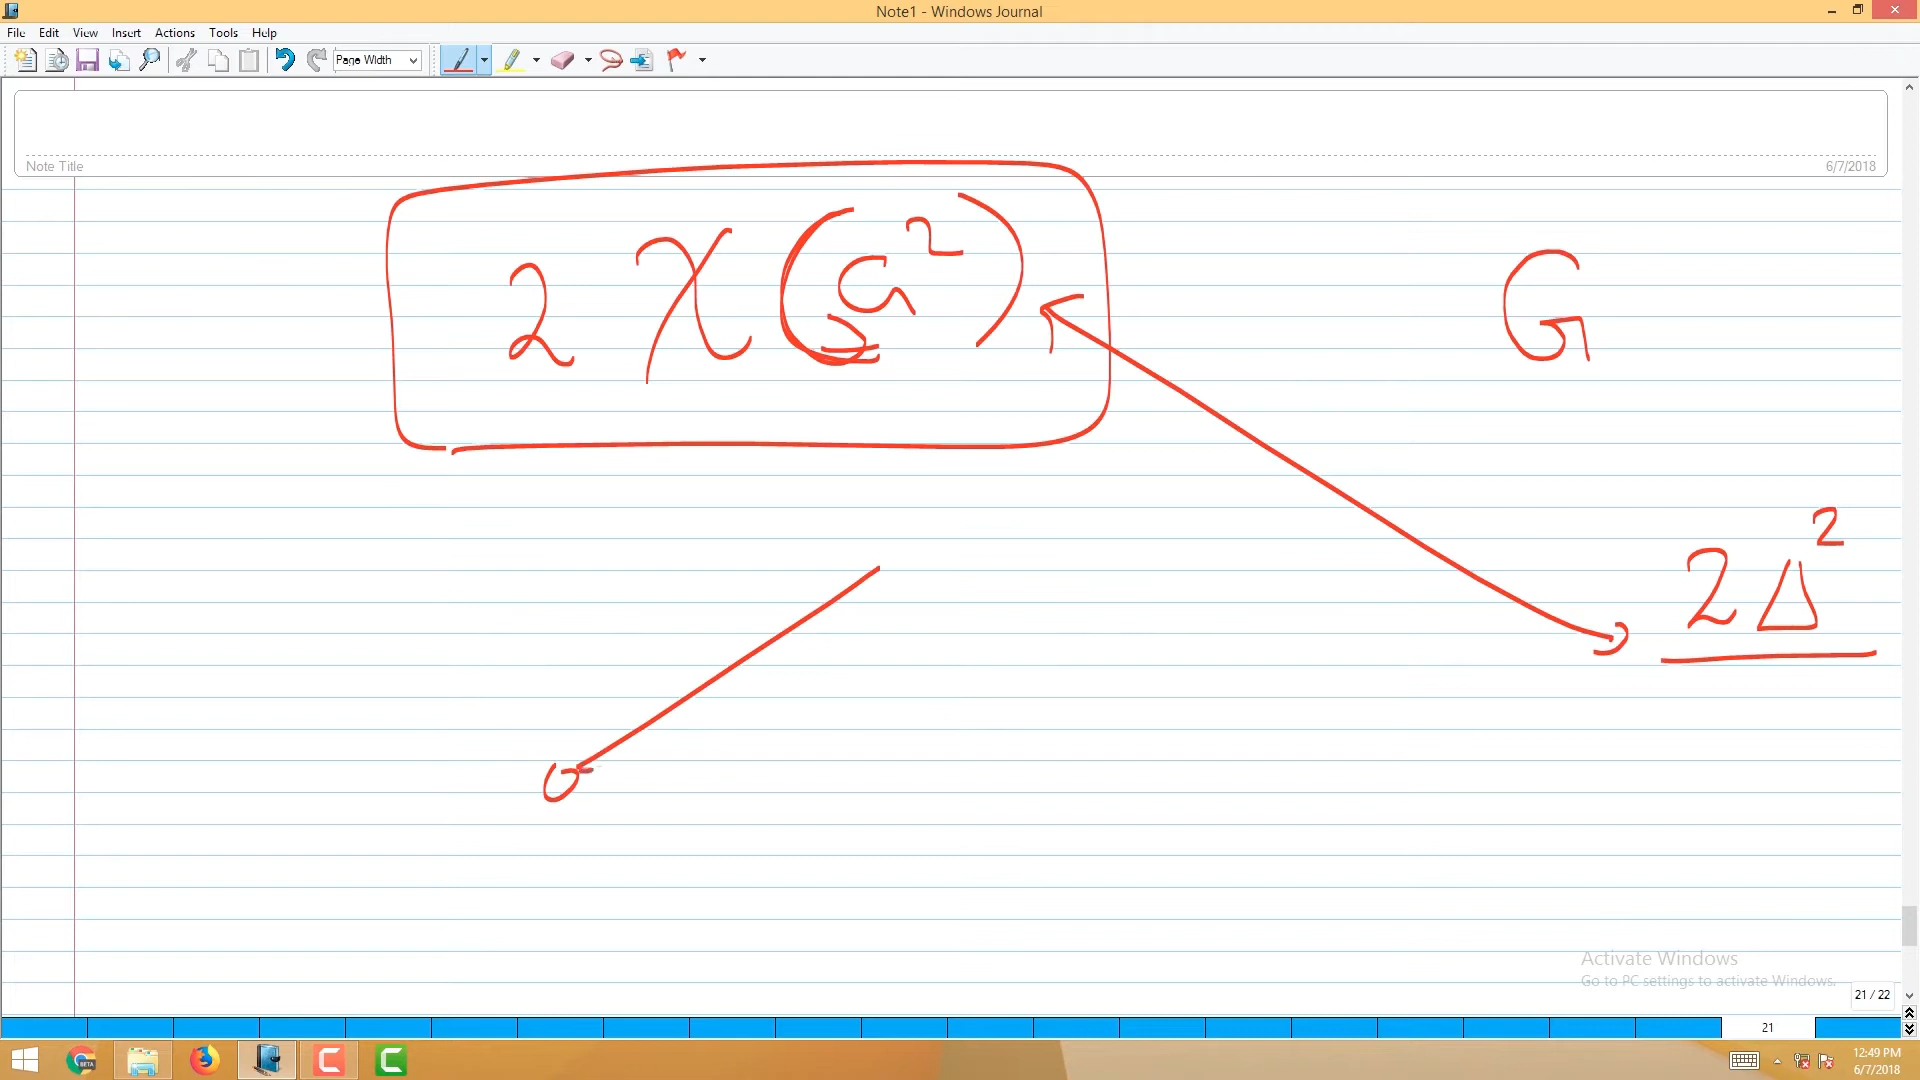 Note1 - Windows Journal
File Edit View Insert Actions Tools Help
Page Width
Note Title
6/7/2018
2 χ(G²)
G
2Δ²
Activate Windows
Go to PC settings to activate Windows.
21 / 22
21
BETA
12:49 PM
6/7/2018